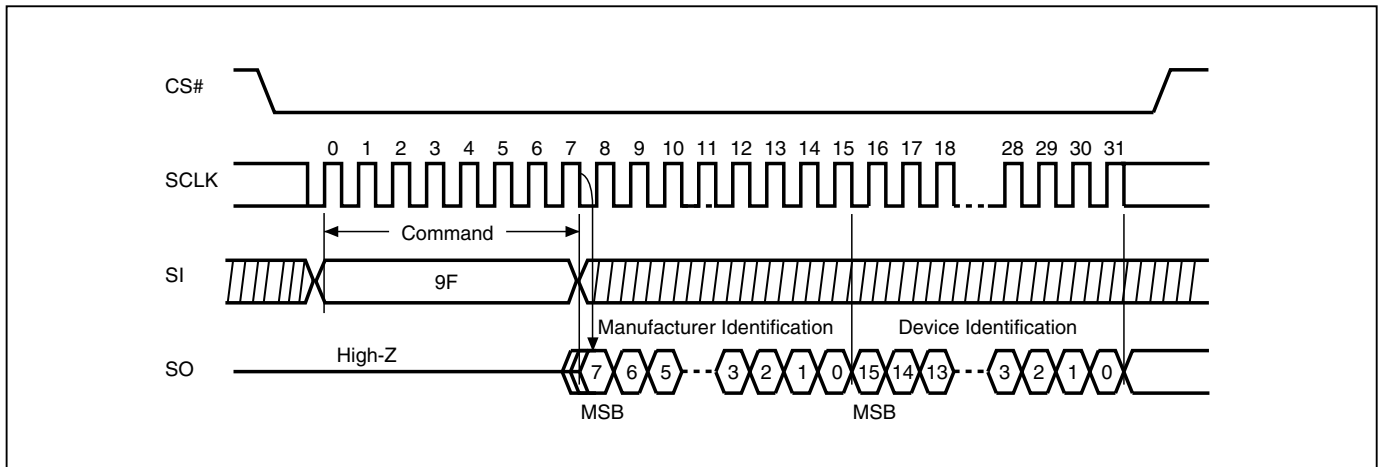 CS#
0 1 2 3 4 5 6 7 8 9 10 11 12 13 14 15 16 17 18 28 29 30 31
SCLK
Command
SI
9F
Manufacturer Identification Device Identification
High-Z
SO
7 6 5 3 2 1 0 15 14 13 3 2 1 0
MSB MSB